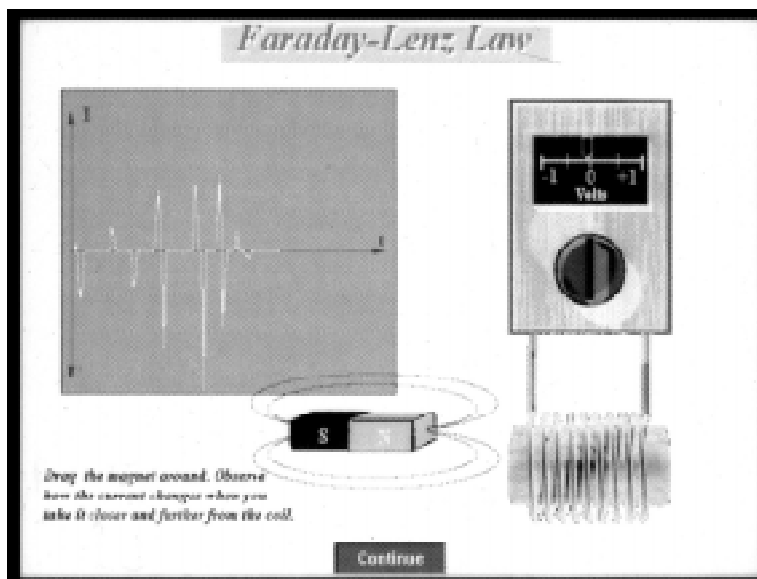 Faraday-Lenz Law
I
-1 0 +1
Volts
S N
Drag the magnet around. Observe
how the current changes when you
take it closer and further from the coil.
Continue